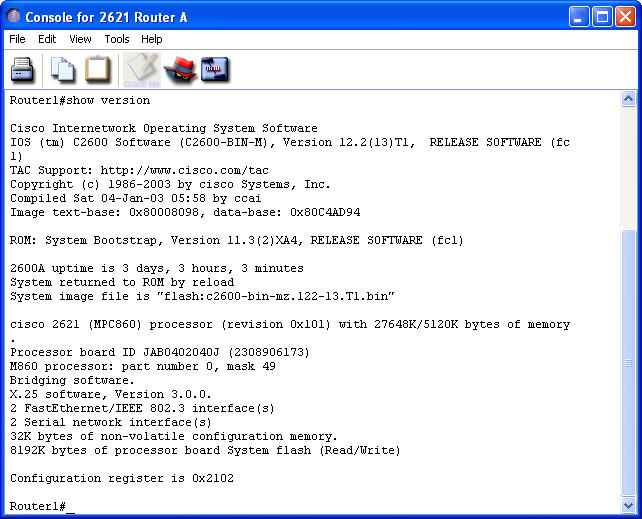 Console for 2621 Router A
File Edit View Tools Help
Grade Me
Router1#show version
Cisco Internetwork Operating System Software
IOS (tm) C2600 Software (C2600-BIN-M), Version 12.2(13)T1,  RELEASE SOFTWARE (fc
1)
TAC Support: http://www.cisco.com/tac
Copyright (c) 1986-2003 by cisco Systems, Inc.
Compiled Sat 04-Jan-03 05:58 by ccai
Image text-base: 0x80008098, data-base: 0x80C4AD94
ROM: System Bootstrap, Version 11.3(2)XA4, RELEASE SOFTWARE (fc1)
2600A uptime is 3 days, 3 hours, 3 minutes
System returned to ROM by reload
System image file is "flash:c2600-bin-mz.122-13.T1.bin"
cisco 2621 (MPC860) processor (revision 0x101) with 27648K/5120K bytes of memory
.
Processor board ID JAB0402040J (2308906173)
M860 processor: part number 0, mask 49
Bridging software.
X.25 software, Version 3.0.0.
2 FastEthernet/IEEE 802.3 interface(s)
2 Serial network interface(s)
32K bytes of non-volatile configuration memory.
8192K bytes of processor board System flash (Read/Write)
Configuration register is 0x2102
Router1#_